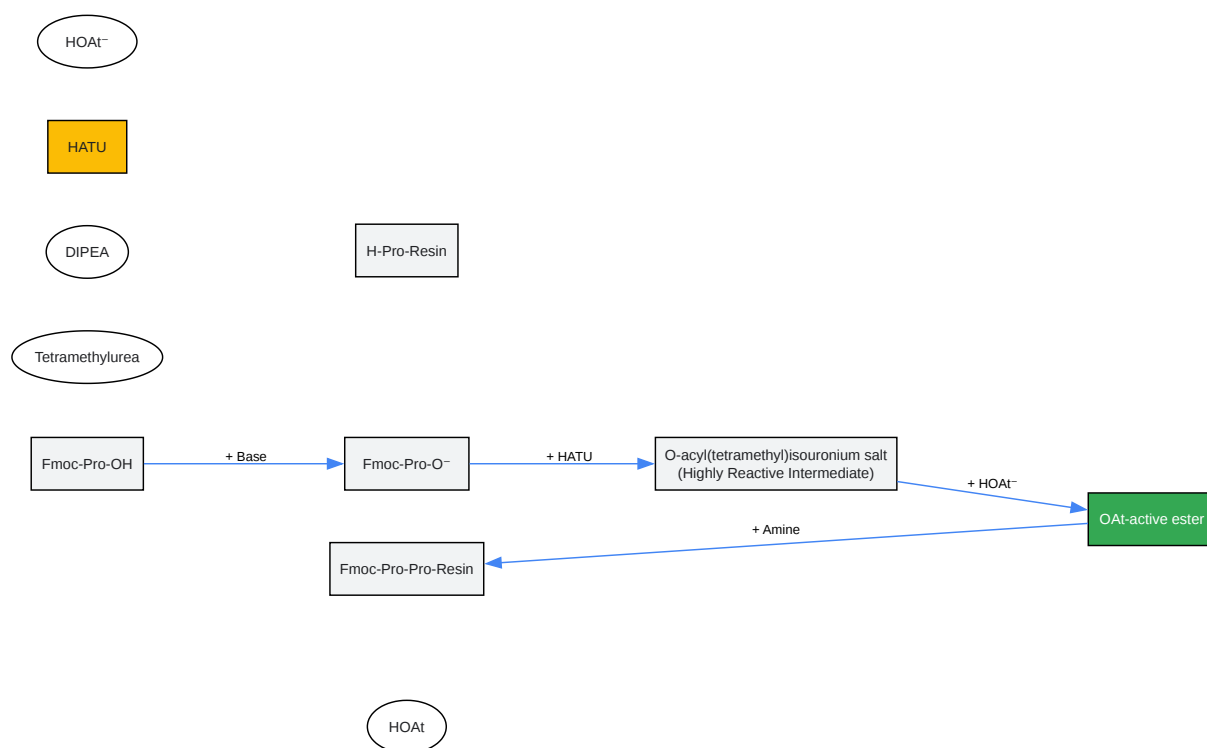 HOAt⁻
HATU
DIPEA
H-Pro-Resin
Tetramethylurea
Fmoc-Pro-OH
+ Base
Fmoc-Pro-O⁻
+ HATU
O-acyl(tetramethyl)isouronium salt
(Highly Reactive Intermediate)
+ HOAt⁻
OAt-active ester
+ Amine
Fmoc-Pro-Pro-Resin
HOAt